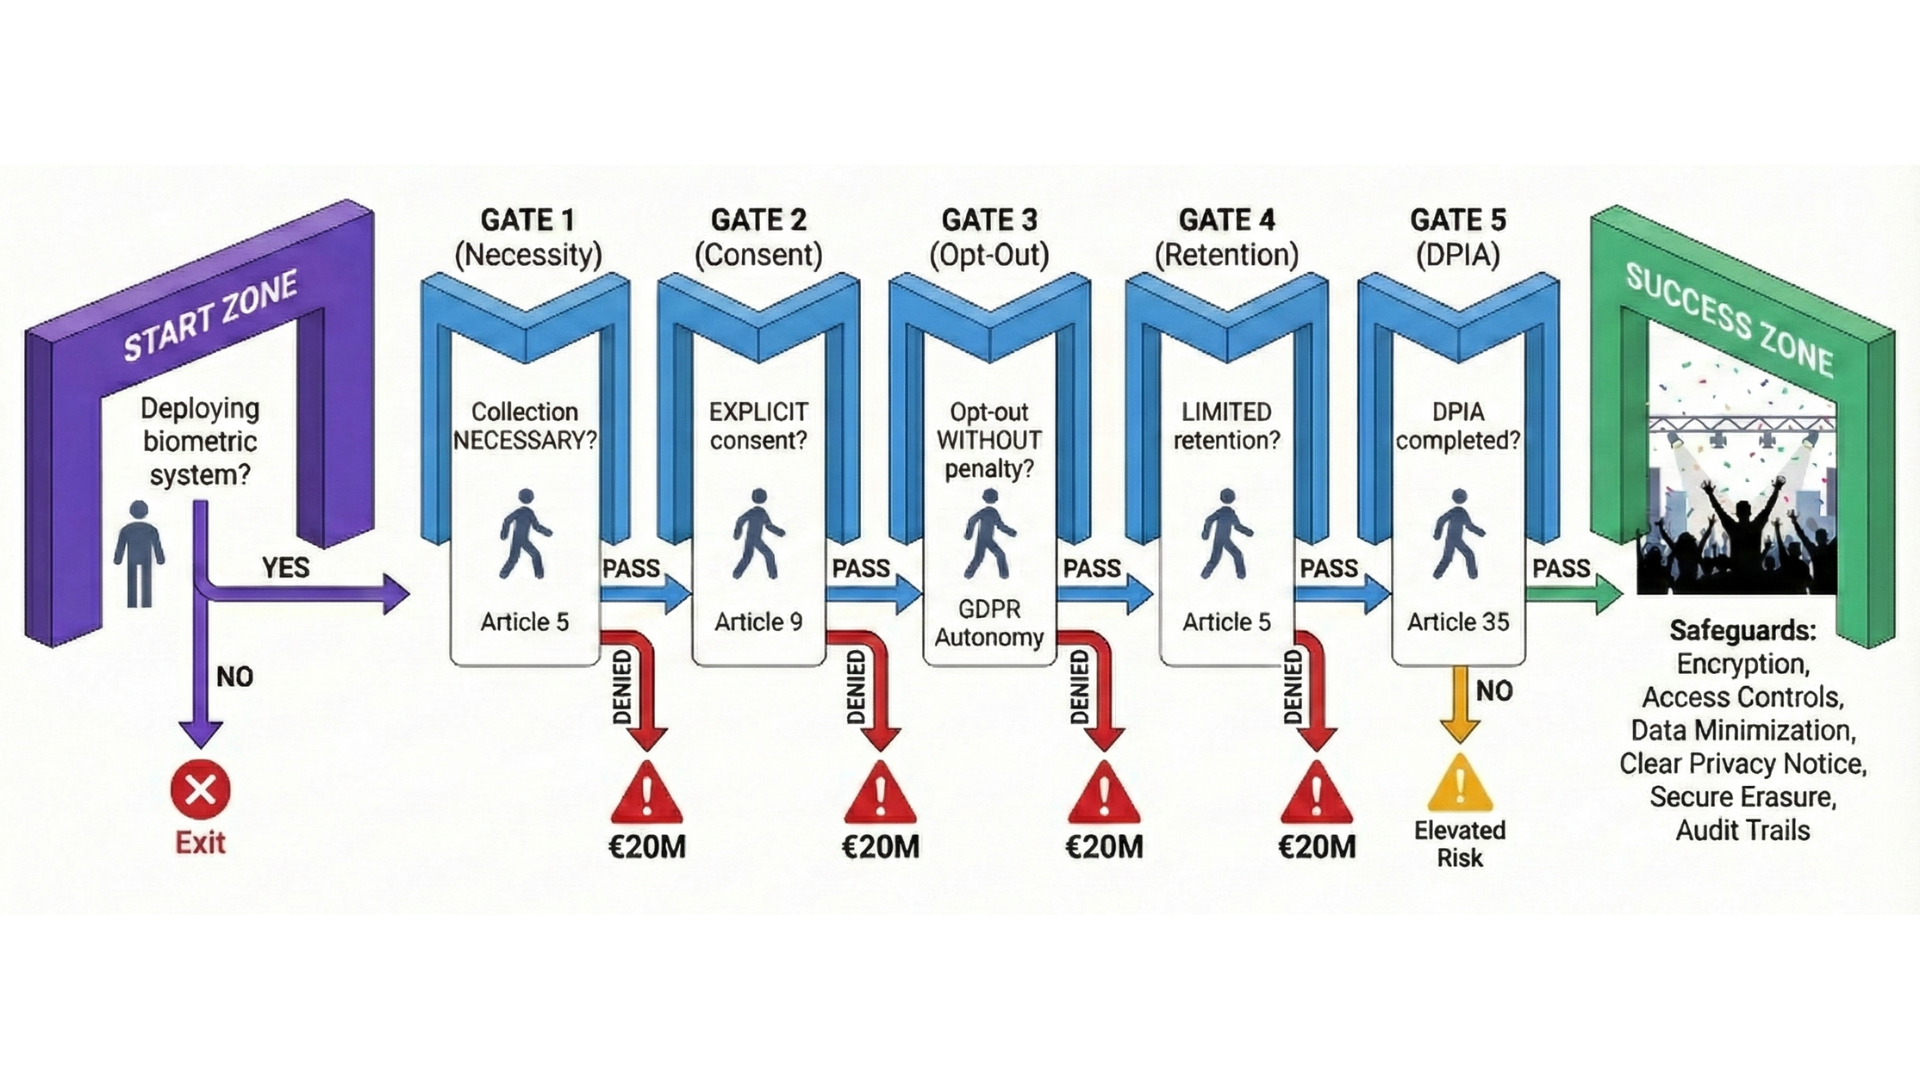 START ZONE
Deploying
biometric
system?
YES
NO
Exit
GATE 1
(Necessity)
Collection
NECESSARY?
Article 5
PASS
DENIED
€20M
GATE 2
(Consent)
EXPLICIT
consent?
Article 9
PASS
DENIED
€20M
GATE 3
(Opt-Out)
Opt-out
WITHOUT
penalty?
GDPR
Autonomy
PASS
DENIED
€20M
GATE 4
(Retention)
LIMITED
retention?
Article 5
PASS
DENIED
€20M
GATE 5
(DPIA)
DPIA
completed?
Article 35
PASS
NO
Elevated
Risk
SUCCESS ZONE
Safeguards:
Encryption,
Access Controls,
Data Minimization,
Clear Privacy Notice,
Secure Erasure,
Audit Trails